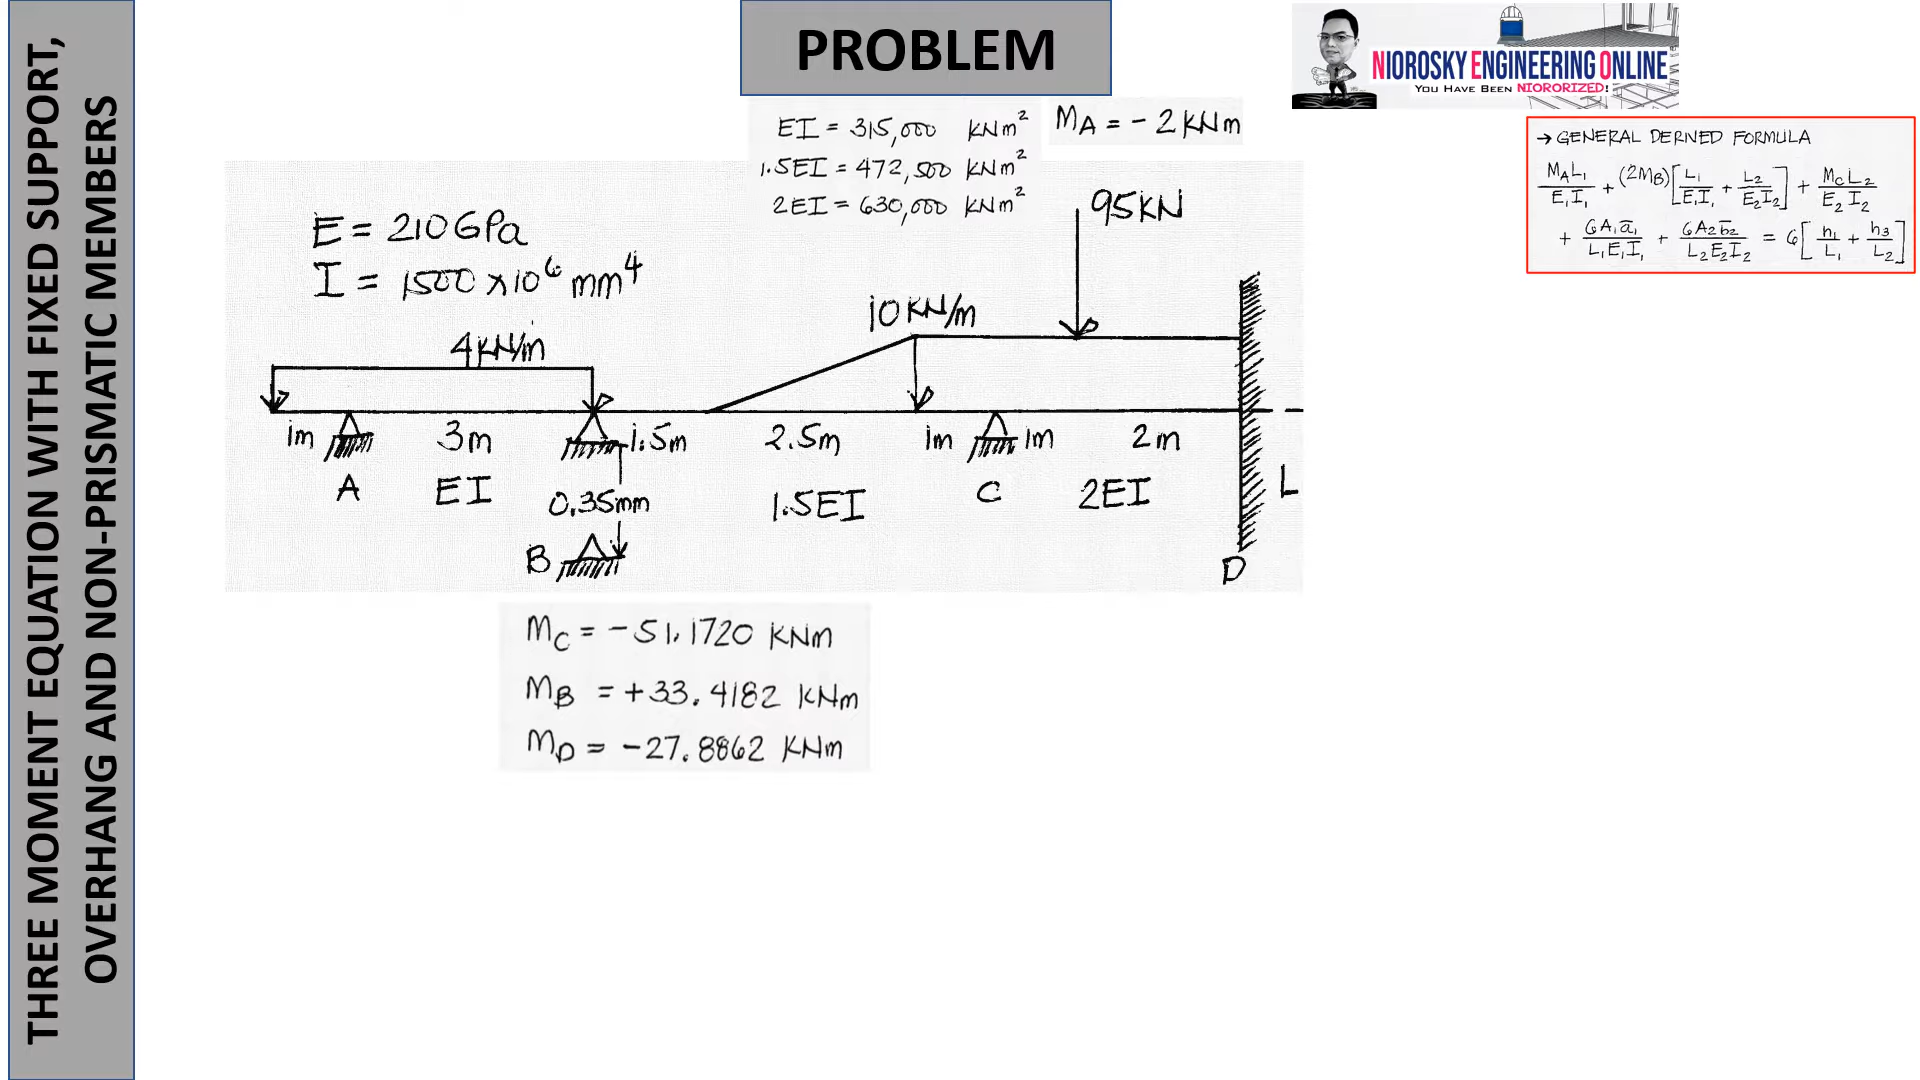 THREE MOMENT EQUATION WITH FIXED SUPPORT,
OVERHANG AND NON-PRISMATIC MEMBERS
PROBLEM
NIOROSKY ENGINEERING ONLINE
YOU HAVE BEEN NIORORIZED!
EI = 315,000 KNm²
1.5EI = 472,500 KNm²
2EI = 630,000 KNm²
MA = - 2KNm
→ GENERAL DERIVED FORMULA
MAL1/E1I1 + (2MB)[L1/E1I1 + L2/E2I2] + MCL2/E2I2
+ 6A1a̅1/L1E1I1 + 6A2b̅2/L2E2I2 = 6[h1/L1 + h3/L2]
E = 210GPa
I = 1500 x10⁶ mm⁴
95KN
10KN/m
4KN/m
1m 3m 1.5m 2.5m 1m 1m 2m
A EI 0.35mm 1.5EI C 2EI L
B D
MC = -51.1720 KNm
MB = +33.4182 KNm
MD = -27.8862 KNm